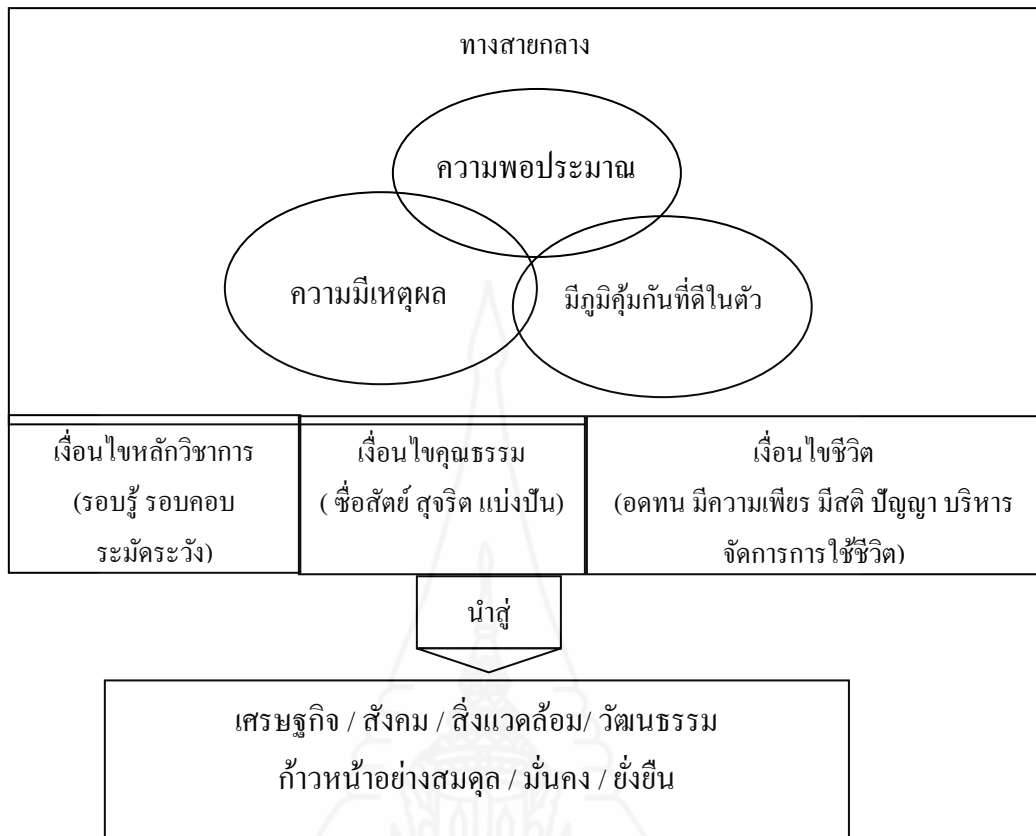 ทางสายกลาง
ความพอประมาณ
ความมีเหตุผล
มีภูมิคุ้มกันที่ดีในตัว
เงื่อนไขหลักวิชาการ
(รอบรู้ รอบคอบ
ระมัดระวัง)
เงื่อนไขคุณธรรม
( ซื่อสัตย์ สุจริต แบ่งปัน)
เงื่อนไขชีวิต
(อดทน มีความเพียร มีสติ ปัญญา บริหาร
จัดการการใช้ชีวิต)
นำสู่
เศรษฐกิจ / สังคม / สิ่งแวดล้อม/ วัฒนธรรม
ก้าวหน้าอย่างสมดุล / มั่นคง / ยั่งยืน